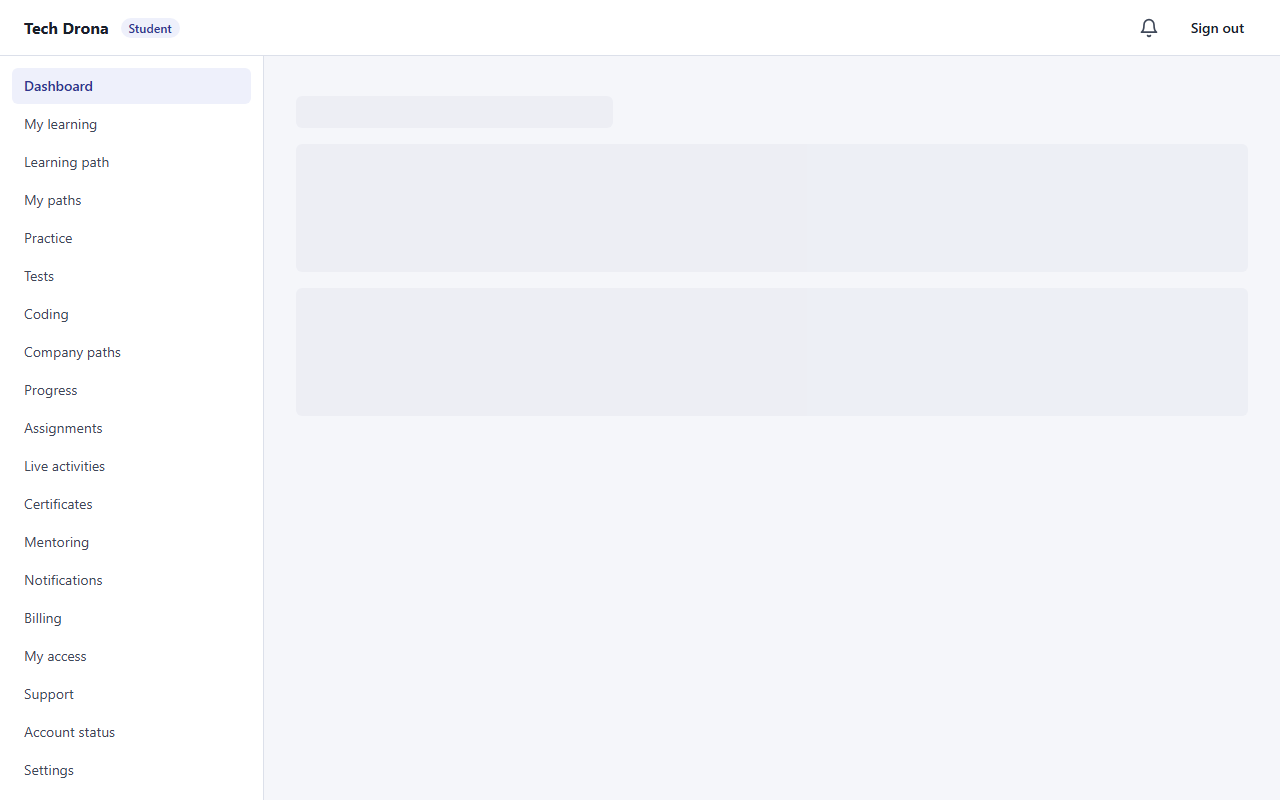 Tech Drona Student Sign out
Dashboard
My learning
Learning path
My paths
Practice
Tests
Coding
Company paths
Progress
Assignments
Live activities
Certificates
Mentoring
Notifications
Billing
My access
Support
Account status
Settings